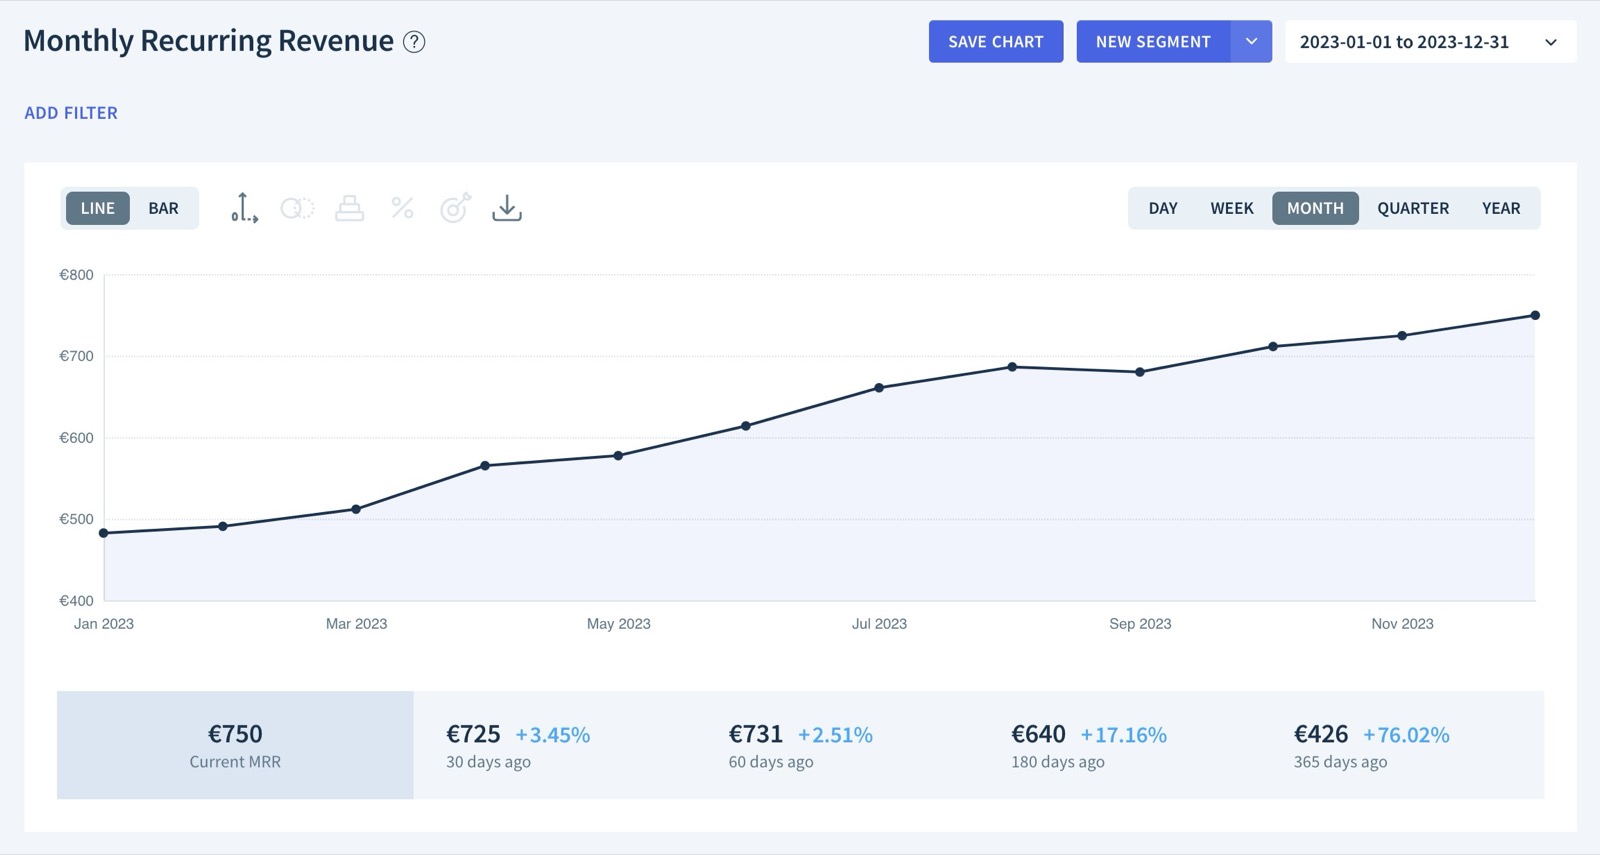 Monthly Recurring Revenue ?
SAVE CHART
NEW SEGMENT
2023-01-01 to 2023-12-31
ADD FILTER
LINE BAR
%
DAY WEEK MONTH QUARTER YEAR
€800
€700
€600
€500
€400
Jan 2023 Mar 2023 May 2023 Jul 2023 Sep 2023 Nov 2023
€750
Current MRR
€725 +3.45%
30 days ago
€731 +2.51%
60 days ago
€640 +17.16%
180 days ago
€426 +76.02%
365 days ago